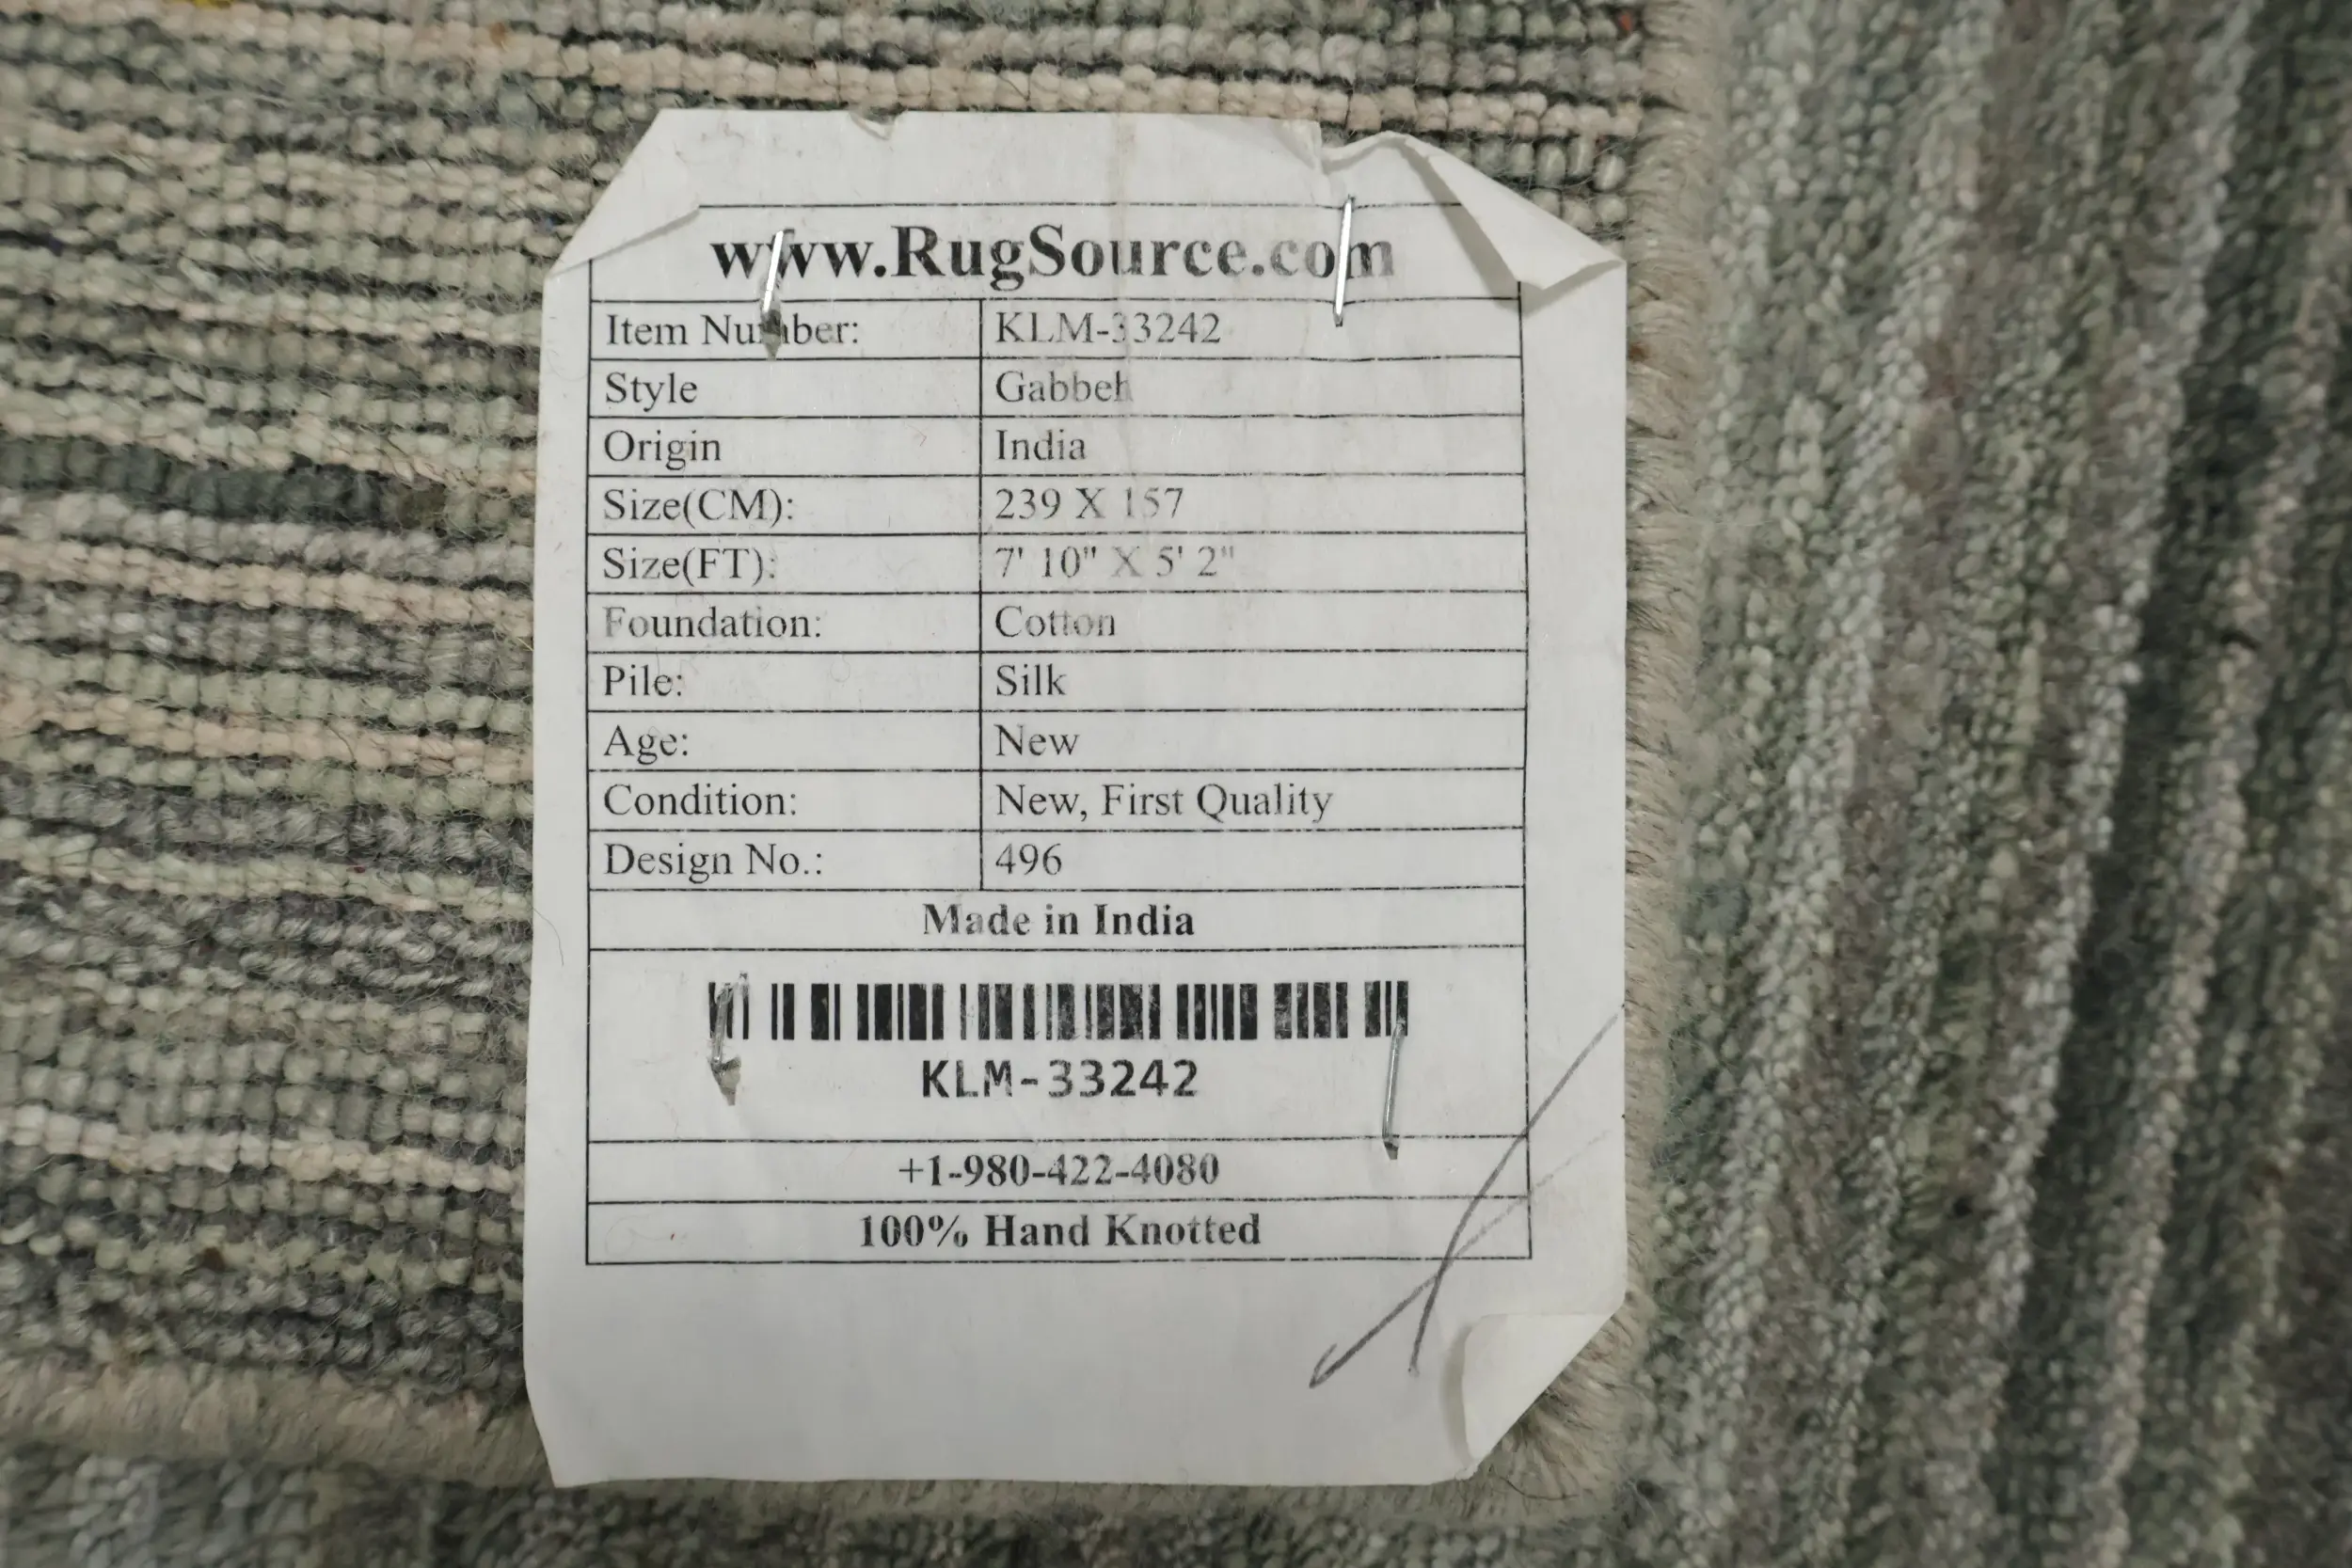 www.RugSource.com
Item Number: KLM-33242
Style Gabbeh
Origin India
Size(CM): 239 X 157
Size(FT): 7' 10" X 5' 2"
Foundation: Cotton
Pile: Silk
Age: New
Condition: New, First Quality
Design No.: 496
Made in India
KLM-33242
+1-980-422-4080
100% Hand Knotted